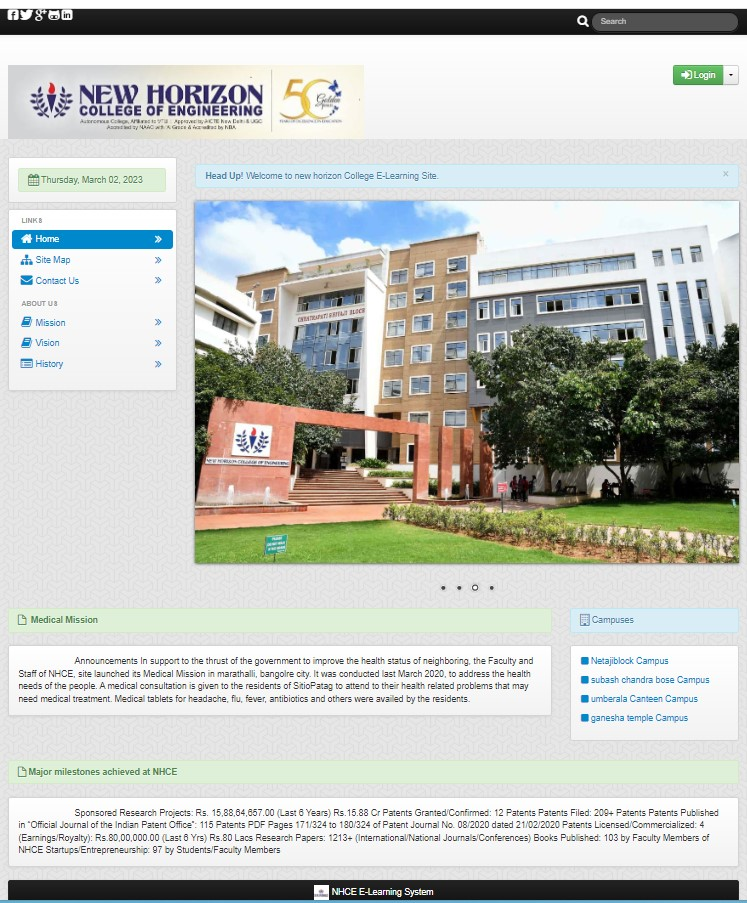 Search
NEW HORIZON
COLLEGE OF ENGINEERING
Autonomous College, Affiliated to VTU | Approved by AICTE New Delhi & UGC
Accredited by NAAC with 'A' Grade & Accredited by NBA
50 Golden
YEARS OF EXCELLENCE IN EDUCATION
Login
Thursday, March 02, 2023
Head Up! Welcome to new horizon College E-Learning Site.
×
LINKS
Home
Site Map
Contact Us
ABOUT US
Mission
Vision
History
CHHATRAPATI SHIVAJI BLOCK
NEW HORIZON COLLEGE OF ENGINEERING
Medical Mission
Campuses
Announcements In support to the thrust of the government to improve the health status of neighboring, the Faculty and
Staff of NHCE, site launched its Medical Mission in marathalli, bangolre city. It was conducted last March 2020, to address the health
needs of the people. A medical consultation is given to the residents of SitioPatag to attend to their health related problems that may
need medical treatment. Medical tablets for headache, flu, fever, antibiotics and others were availed by the residents.
Netajiblock Campus
subash chandra bose Campus
umberala Canteen Campus
ganesha temple Campus
Major milestones achieved at NHCE
Sponsored Research Projects: Rs. 15,88,64,657.00 (Last 6 Years) Rs.15.88 Cr Patents Granted/Confirmed: 12 Patents Patents Filed: 209+ Patents Patents Published
in "Official Journal of the Indian Patent Office": 115 Patents PDF Pages 171/324 to 180/324 of Patent Journal No. 08/2020 dated 21/02/2020 Patents Licensed/Commercialized: 4
(Earnings/Royalty): Rs.80,00,000.00 (Last 6 Yrs) Rs.80 Lacs Research Papers: 1213+ (International/National Journals/Conferences) Books Published: 103 by Faculty Members of
NHCE Startups/Entrepreneurship: 97 by Students/Faculty Members
NHCE E-Learning System